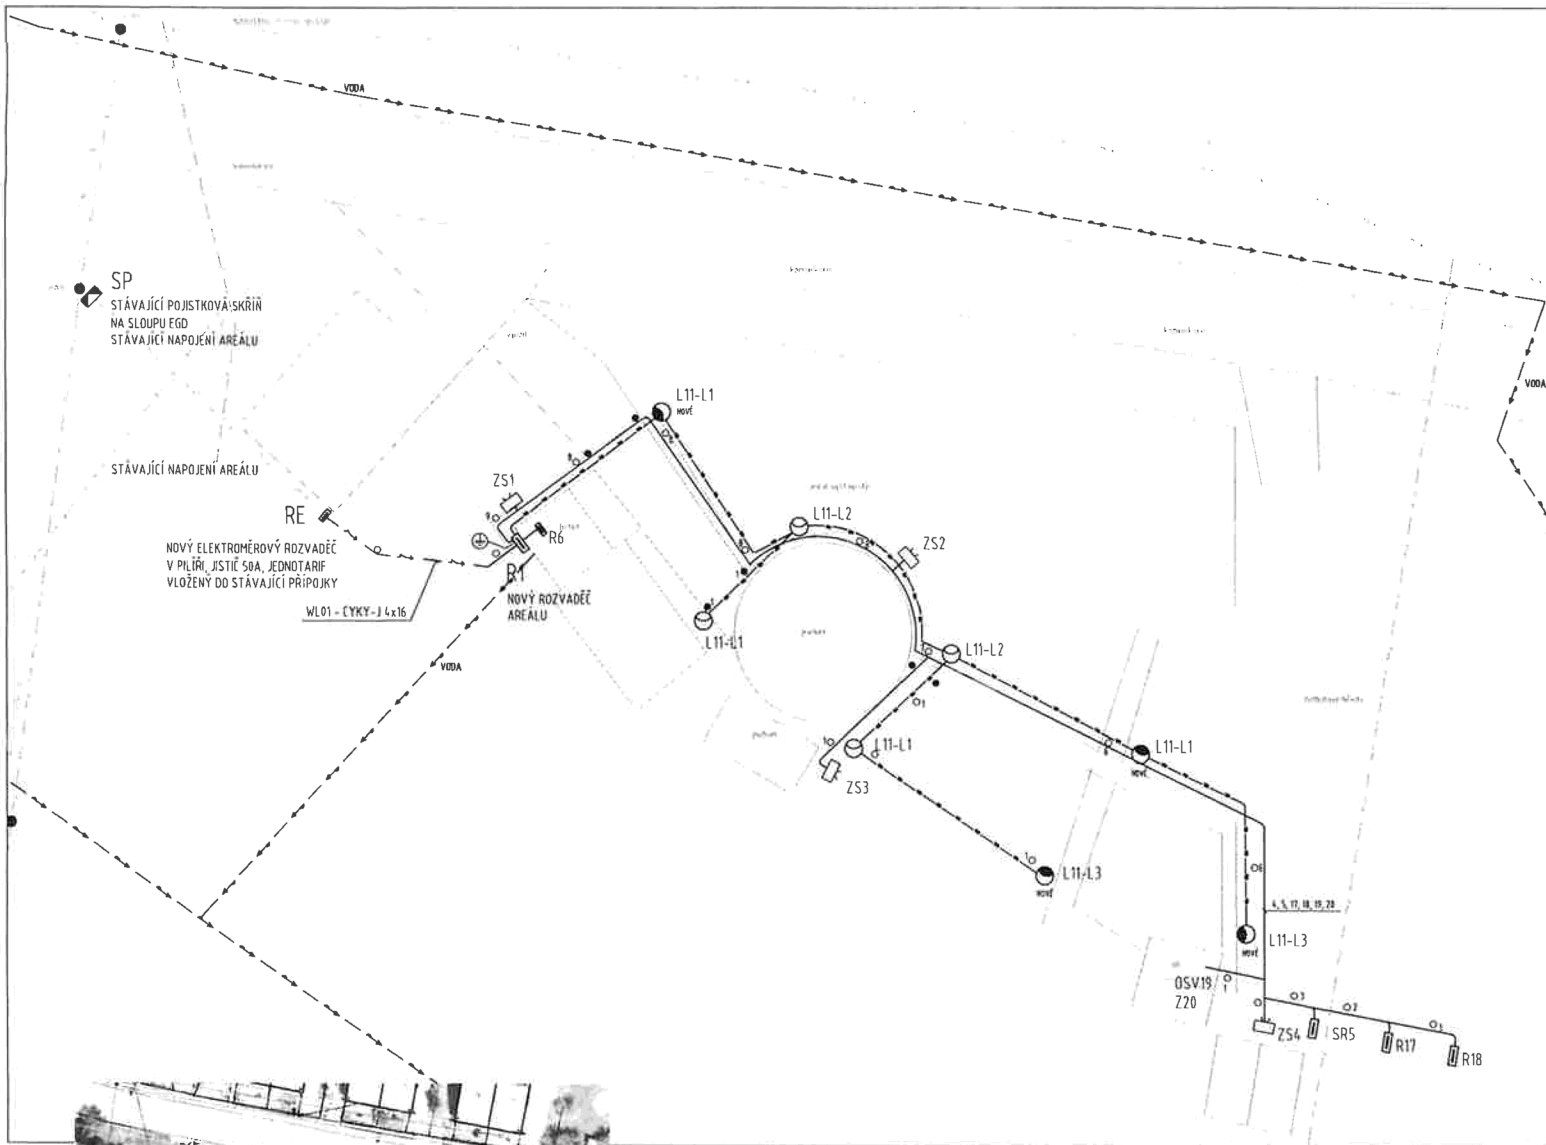 VODA
SP
STÁVAJÍCÍ POJISTKOVÁ SKŘÍŇ
NA SLOUPU EGD
STÁVAJÍCÍ NAPOJENÍ AREÁLU
VODA
L11-L1
NOVÉ
STÁVAJÍCÍ NAPOJENÍ AREÁLU
ZS1
RE
L11-L2
R6
ZS2
NOVÝ ELEKTROMĚROVÝ ROZVADĚČ
V PILÍŘI, JISTIČ 50A, JEDNOTARIF
VLOŽENÝ DO STÁVAJÍCÍ PŘÍPOJKY
R1
NOVÝ ROZVADĚČ
AREÁLU
WL01 - CYKY-J 4x16
L11-L1
L11-L2
VODA
L11-L1
L11-L1
NOVÉ
ZS3
L11-L3
NOVÉ
4, 5, 17, 18, 19, 20
L11-L3
NOVÉ
OSV.19
Z20
ZS4
SR5
R17
R18